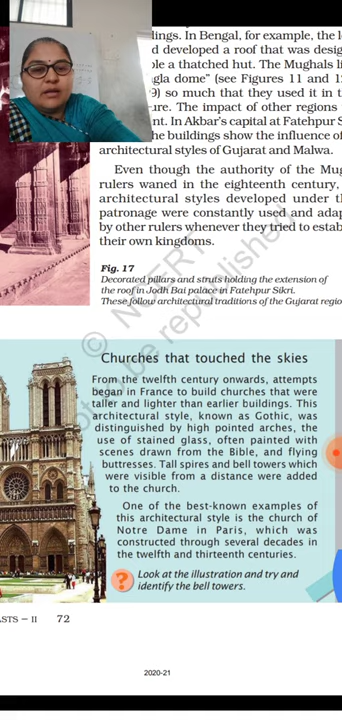 dings. In Bengal, for example, the l
d developed a roof that was desig
ble a thatched hut. The Mughals li
gla dome" (see Figures 11 and 1
9) so much that they used it in t
ure. The impact of other regions
nt. In Akbar's capital at Fatehpur S
he buildings show the influence of
architectural styles of Gujarat and Malwa.
Even though the authority of the Mug
rulers waned in the eighteenth century,
architectural styles developed under t
patronage were constantly used and adap
by other rulers whenever they tried to estab
their own kingdoms.
Fig. 17
Decorated pillars and struts holding the extension of
the roof in Jodh Bai palace in Fatehpur Sikri.
These follow architectural traditions of the Gujarat regio
© NCERT
not to be republished
Churches that touched the skies
From the twelfth century onwards, attempts
began in France to build churches that were
taller and lighter than earlier buildings. This
architectural style, known as Gothic, was
distinguished by high pointed arches, the
use of stained glass, often painted with
scenes drawn from the Bible, and flying
buttresses. Tall spires and bell towers which
were visible from a distance were added
to the church.
One of the best-known examples of
this architectural style is the church of
Notre Dame in Paris, which was
constructed through several decades in
the twelfth and thirteenth centuries.
? Look at the illustration and try and
identify the bell towers.
ASTS – II 72
2020-21